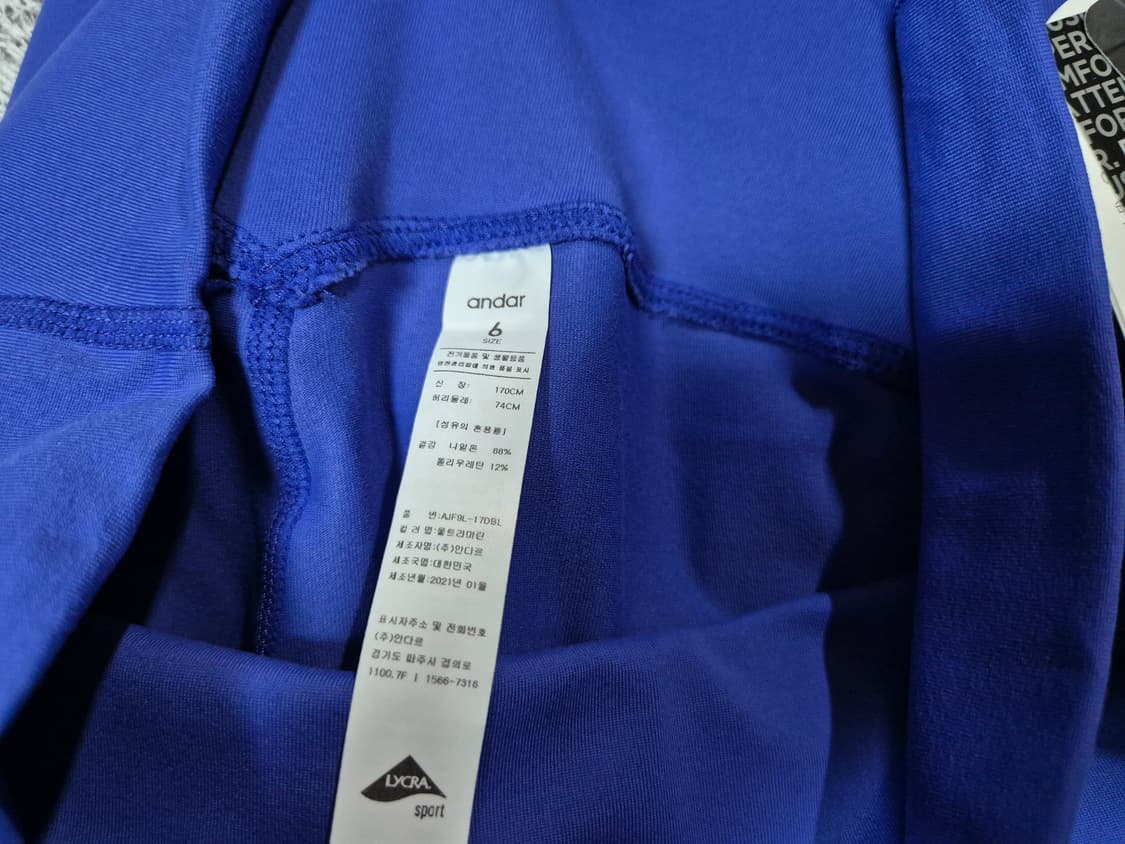 andar
6
SIZE
전기용품 및 생활용품
안전관리법에 의한 품질 표시
신 장: 170CM
허리둘레: 74CM
[섬유의 혼용률]
겉감 나일론 88%
폴리우레탄 12%
품 번:AJF9L-17DBL
컬 러 명:울트라마린
제조자명:(주)안다르
제조국명:대한민국
제조년월:2021년 01월
표시자주소 및 전화번호
(주)안다르
경기도 파주시 겹의로
1100,7F | 1566-7316
LYCRA.
sport
ER
MFO
ATTE
FOR